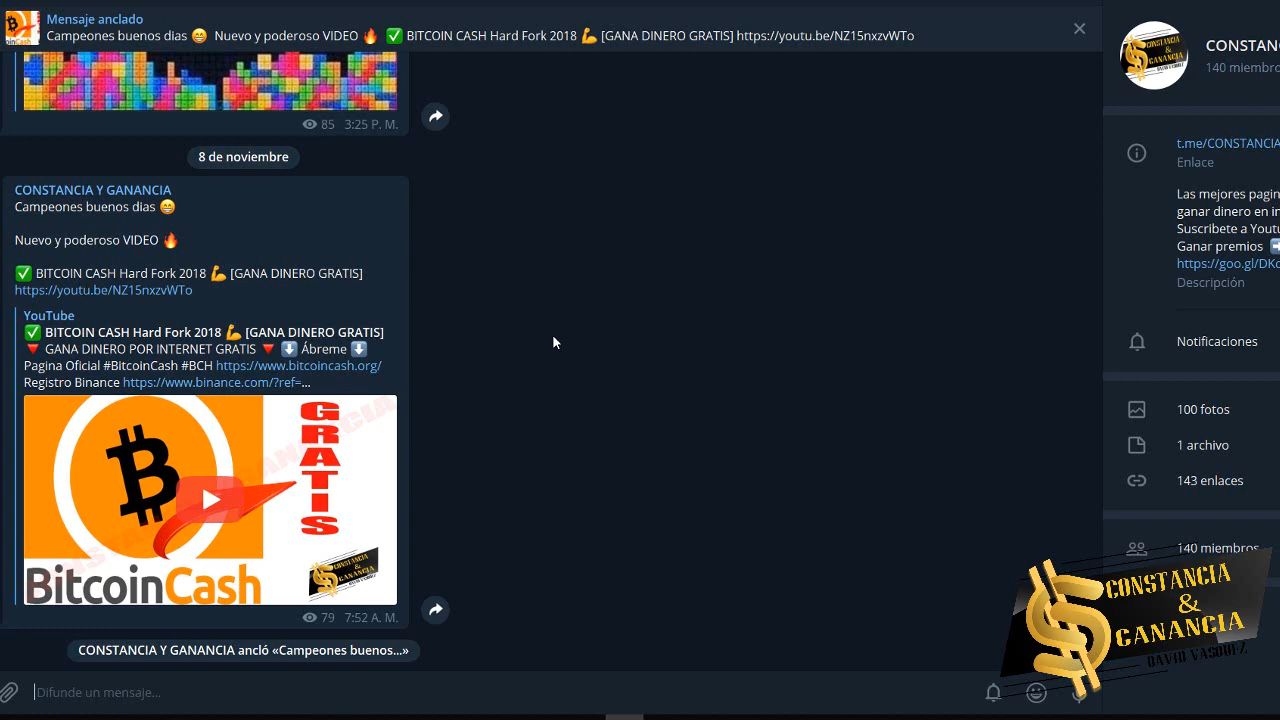 Mensaje anclado
Campeones buenos dias 😁 Nuevo y poderoso VIDEO 🔥 ✅ BITCOIN CASH Hard Fork 2018 💪 [GANA DINERO GRATIS] https://youtu.be/NZ15nxzvWTo
85 3:25 P. M.
8 de noviembre
CONSTANCIA Y GANANCIA
Campeones buenos dias 😁
Nuevo y poderoso VIDEO 🔥
✅ BITCOIN CASH Hard Fork 2018 💪 [GANA DINERO GRATIS]
https://youtu.be/NZ15nxzvWTo
YouTube
✅ BITCOIN CASH Hard Fork 2018 💪 [GANA DINERO GRATIS]
🔻 GANA DINERO POR INTERNET GRATIS 🔻 ⬇️ Ábreme ⬇️
Pagina Oficial #BitcoinCash #BCH https://www.bitcoincash.org/
Registro Binance https://www.binance.com/?ref=...
GRATIS
BitcoinCash
CONSTANCIA
&
GANANCIA
79 7:52 A. M.
CONSTANCIA Y GANANCIA ancló «Campeones buenos...»
Difunde un mensaje...
CONSTANC
140 miembro
t.me/CONSTANCIA
Enlace
Las mejores pagin
ganar dinero en in
Suscribete a Youtu
Ganar premios ➡
https://goo.gl/DKc
Descripción
Notificaciones
100 fotos
1 archivo
143 enlaces
140 miembros
CONSTANCIA
&
GANANCIA
DAVID VASQUEZ